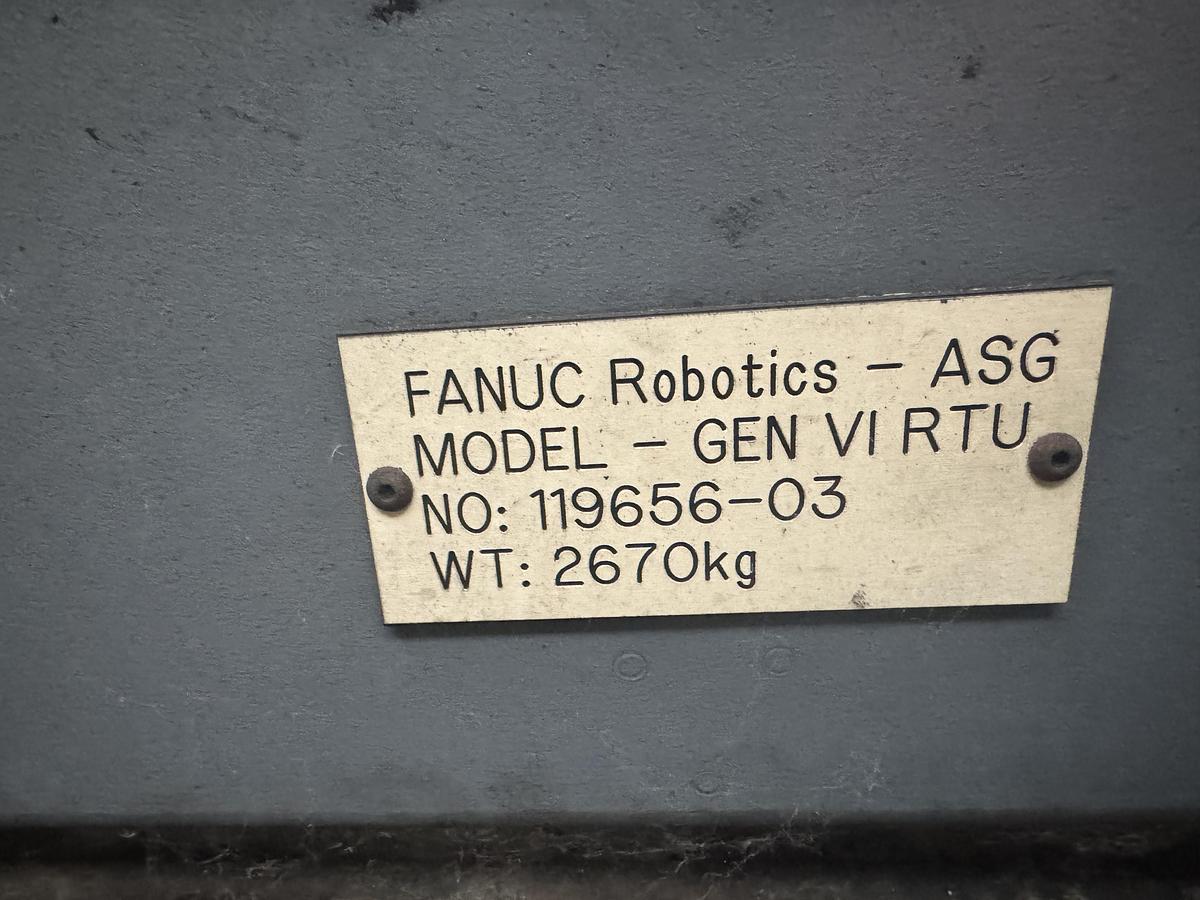 FANUC Robotics - ASG
MODEL - GEN VI RTU
NO: 119656-03
WT: 2670kg